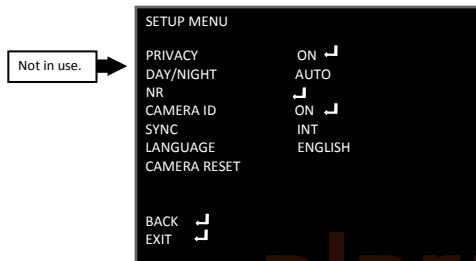 SETUP MENU
Not in use.
PRIVACY ON ↵
DAY/NIGHT AUTO
NR ↵
CAMERA ID ON ↵
SYNC INT
LANGUAGE ENGLISH
CAMERA RESET
BACK ↵
EXIT ↵